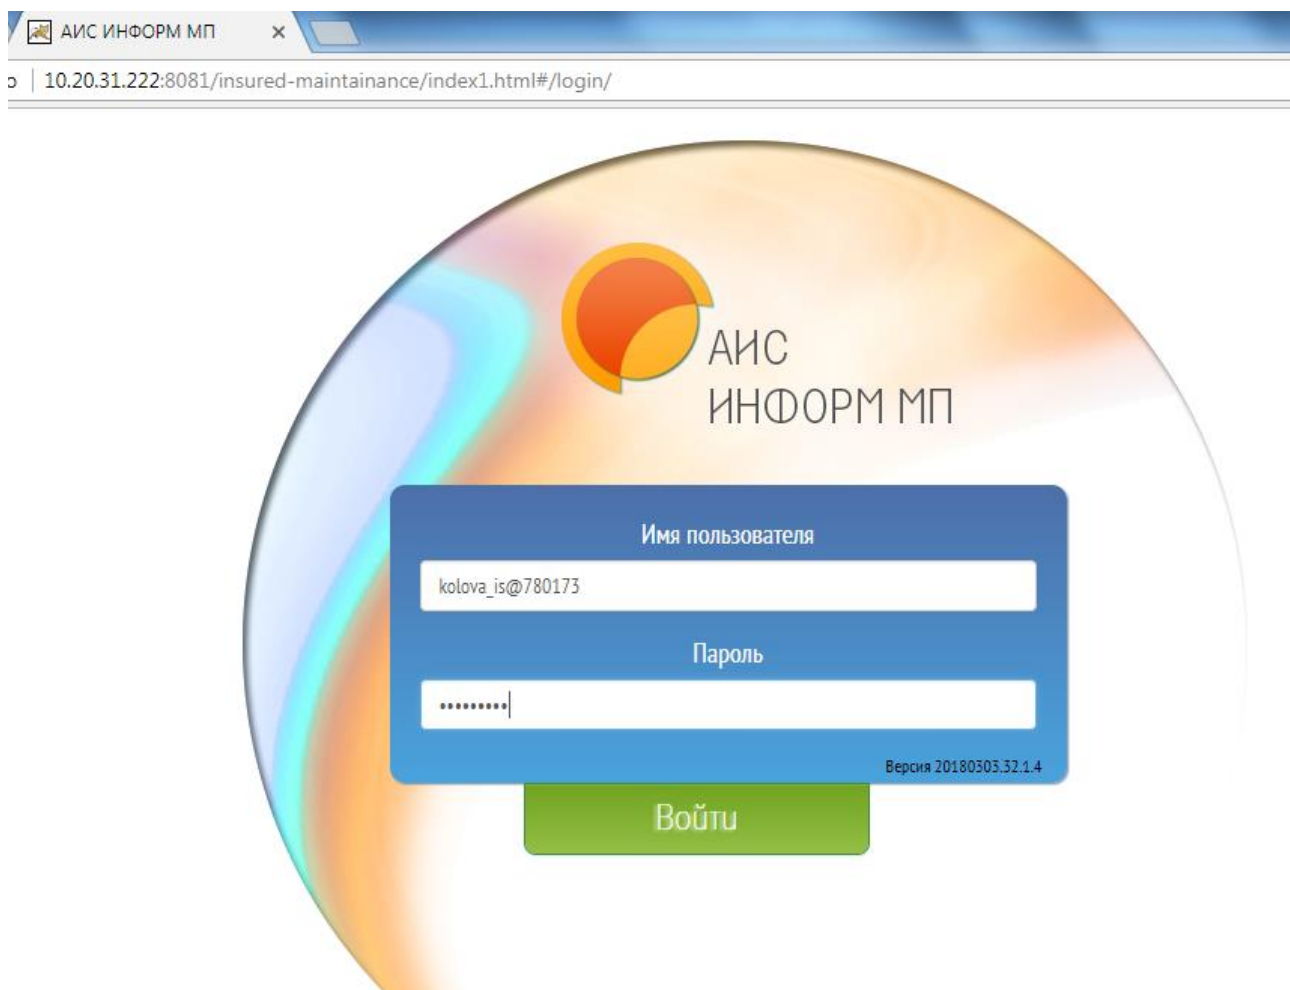 АИС ИНФОРМ МП
10.20.31.222:8081/insured-maintainance/index1.html#/login/
АИС
ИНФОРМ МП
Имя пользователя
kolova_is@780173
Пароль
•••••••••
Версия 20180303.32.1.4
Войти